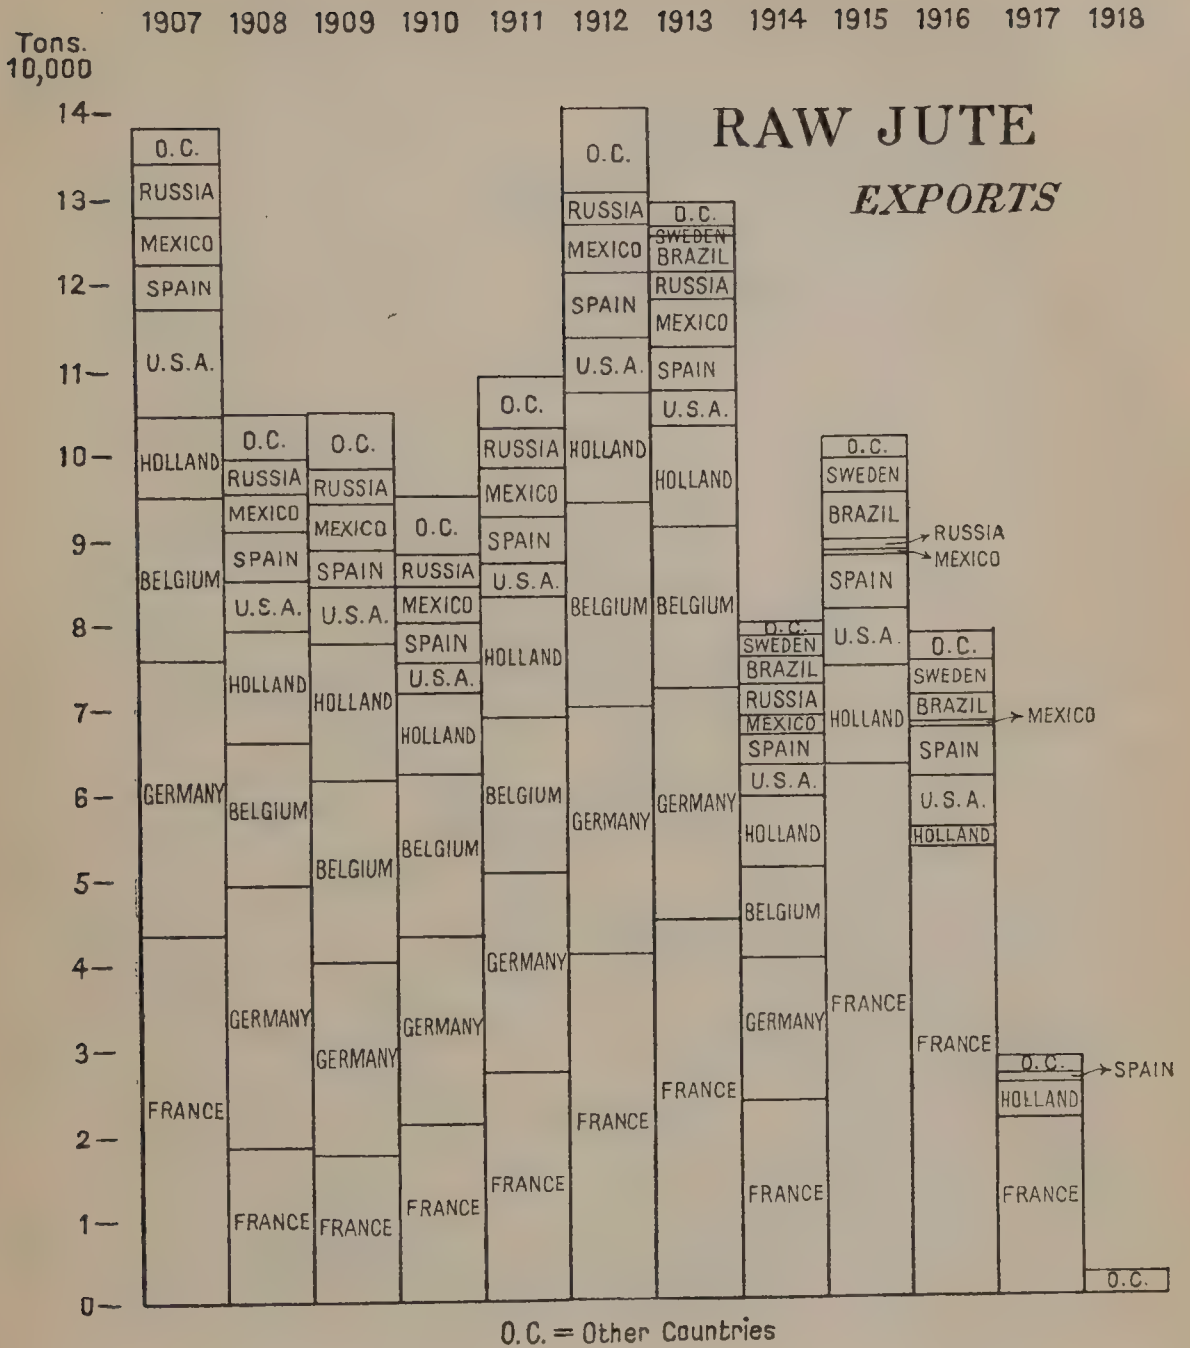 1907 1908 1909 1910 1911 1912 1913 1914 1915 1916 1917 1918
Tons.
10,000
RAW JUTE
EXPORTS
14
13
12
11
10
9
8
7
6
5
4
3
2
1
0
O.C.
RUSSIA
MEXICO
SPAIN
U.S.A.
HOLLAND
BELGIUM
GERMANY
FRANCE
O.C.
RUSSIA
MEXICO
SPAIN
U.S.A.
HOLLAND
BELGIUM
GERMANY
FRANCE
O.C.
RUSSIA
MEXICO
SPAIN
U.S.A.
HOLLAND
BELGIUM
GERMANY
FRANCE
O.C.
RUSSIA
MEXICO
SPAIN
U.S.A.
HOLLAND
BELGIUM
GERMANY
FRANCE
O.C.
RUSSIA
MEXICO
SPAIN
U.S.A.
HOLLAND
BELGIUM
GERMANY
FRANCE
O.C.
RUSSIA
MEXICO
SPAIN
U.S.A.
HOLLAND
BELGIUM
GERMANY
FRANCE
O.C.
SWEDEN
BRAZIL
RUSSIA
MEXICO
SPAIN
U.S.A.
HOLLAND
BELGIUM
GERMANY
FRANCE
O.C.
SWEDEN
BRAZIL
RUSSIA
MEXICO
SPAIN
U.S.A.
HOLLAND
BELGIUM
GERMANY
FRANCE
O.C.
SWEDEN
BRAZIL
RUSSIA
MEXICO
SPAIN
U.S.A.
HOLLAND
FRANCE
O.C.
SWEDEN
BRAZIL
MEXICO
SPAIN
U.S.A.
HOLLAND
FRANCE
O.C.
SPAIN
HOLLAND
FRANCE
O.C.
O.C. = Other Countries